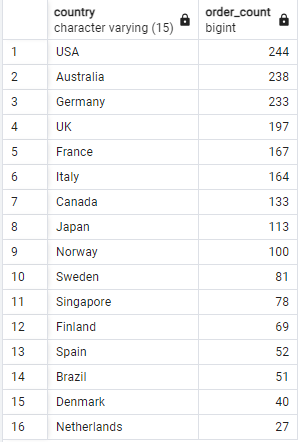 country order_count
character varying (15) bigint
1 USA 244
2 Australia 238
3 Germany 233
4 UK 197
5 France 167
6 Italy 164
7 Canada 133
8 Japan 113
9 Norway 100
10 Sweden 81
11 Singapore 78
12 Finland 69
13 Spain 52
14 Brazil 51
15 Denmark 40
16 Netherlands 27